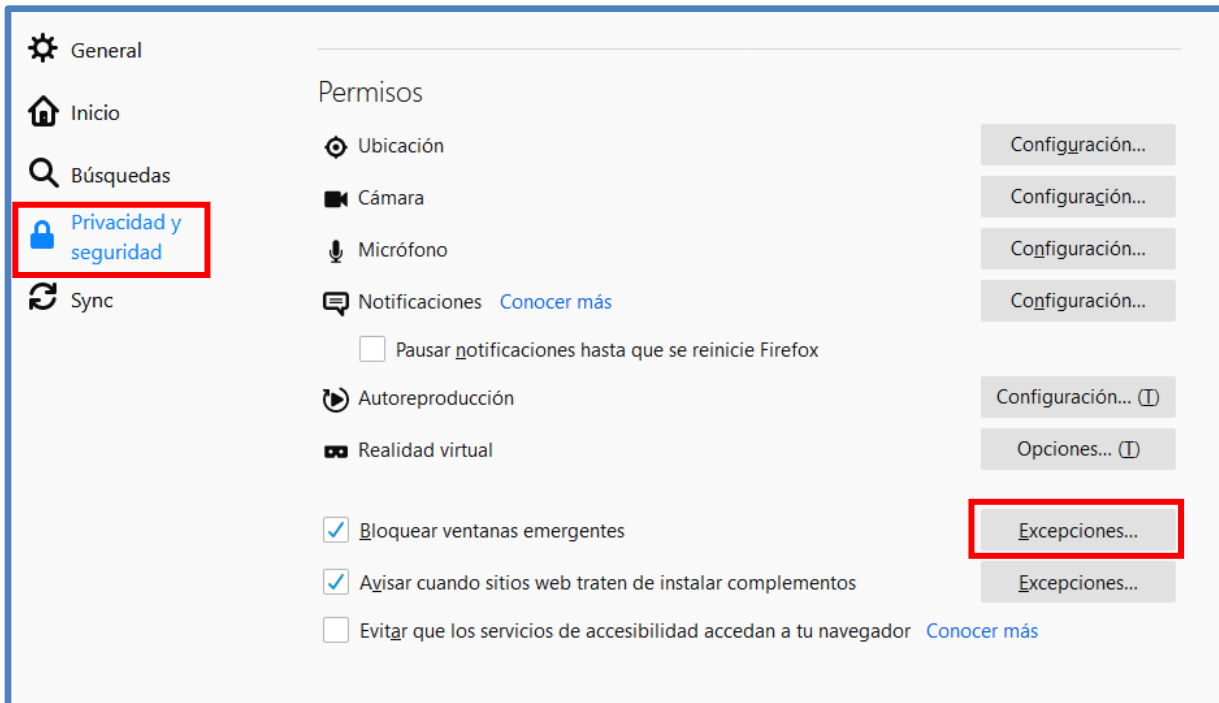 General
Inicio
Búsquedas
Privacidad y
seguridad
Sync
Permisos
Ubicación Configuración...
Cámara Configuración...
Micrófono Configuración...
Notificaciones Conocer más Configuración...
Pausar notificaciones hasta que se reinicie Firefox
Autoreproducción Configuración... (T)
Realidad virtual Opciones... (T)
Bloquear ventanas emergentes Excepciones...
Avisar cuando sitios web traten de instalar complementos Excepciones...
Evitar que los servicios de accesibilidad accedan a tu navegador Conocer más